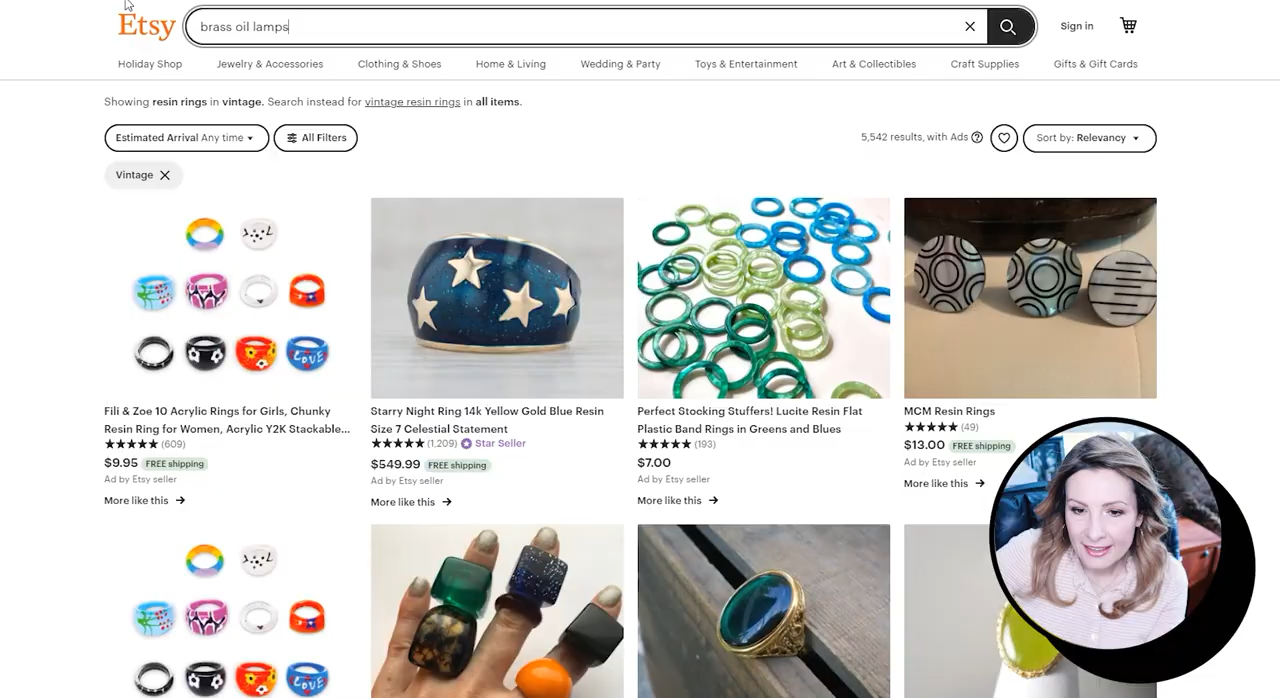 Etsy
brass oil lamps
Sign in
Holiday Shop Jewelry & Accessories Clothing & Shoes Home & Living Wedding & Party Toys & Entertainment Art & Collectibles Craft Supplies Gifts & Gift Cards
Showing resin rings in vintage. Search instead for vintage resin rings in all items.
Estimated Arrival Any time
All Filters
5,542 results, with Ads
Sort by: Relevancy
Vintage
Fili & Zoe 10 Acrylic Rings for Girls, Chunky
Resin Ring for Women, Acrylic Y2K Stackable...
(609)
$9.95 FREE shipping
Ad by Etsy seller
More like this
Starry Night Ring 14k Yellow Gold Blue Resin
Size 7 Celestial Statement
(1,209) Star Seller
$549.99 FREE shipping
Ad by Etsy seller
More like this
Perfect Stocking Stuffers! Lucite Resin Flat
Plastic Band Rings in Greens and Blues
(193)
$7.00
Ad by Etsy seller
More like this
MCM Resin Rings
(49)
$13.00 FREE shipping
Ad by Etsy seller
More like this
LOVE
LOVE